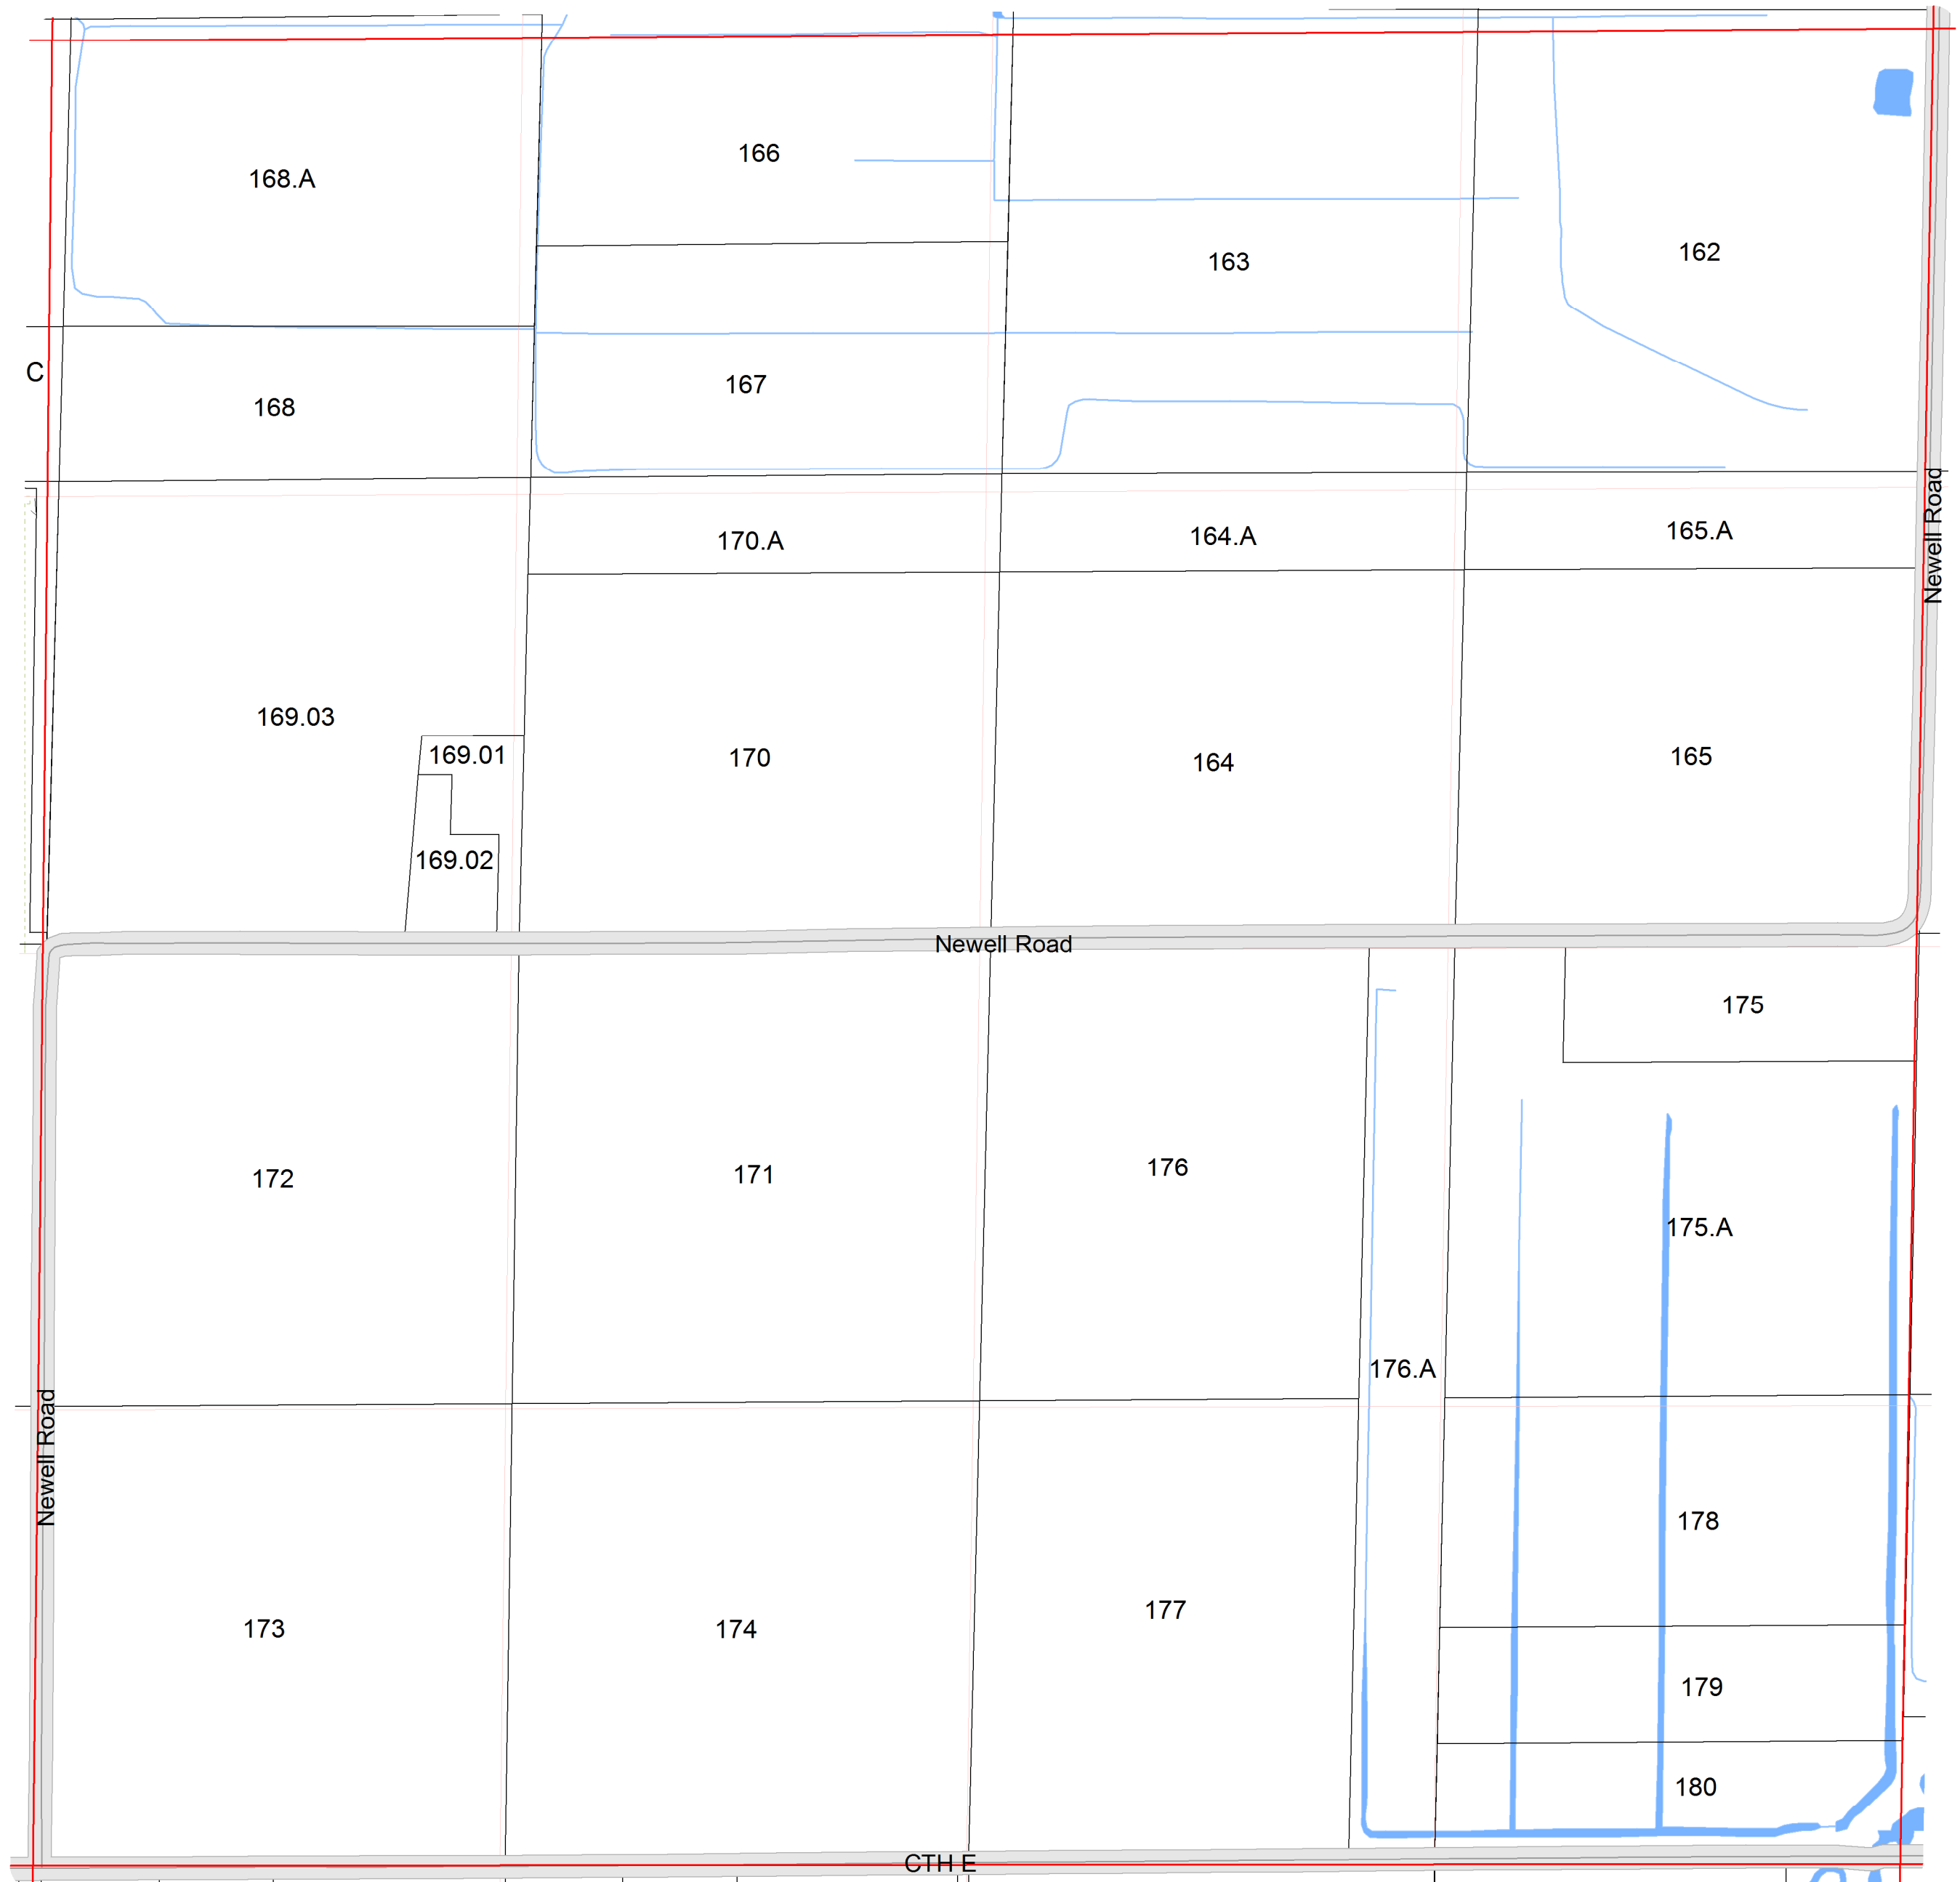 166
168.A
162
163
C
167
168
165.A
164.A
170.A
Newell Road
169.03
169.01
170
164
165
169.02
Newell Road
175
172
171
176
175.A
176.A
Newell Road
178
173
174
177
179
180
CTH E